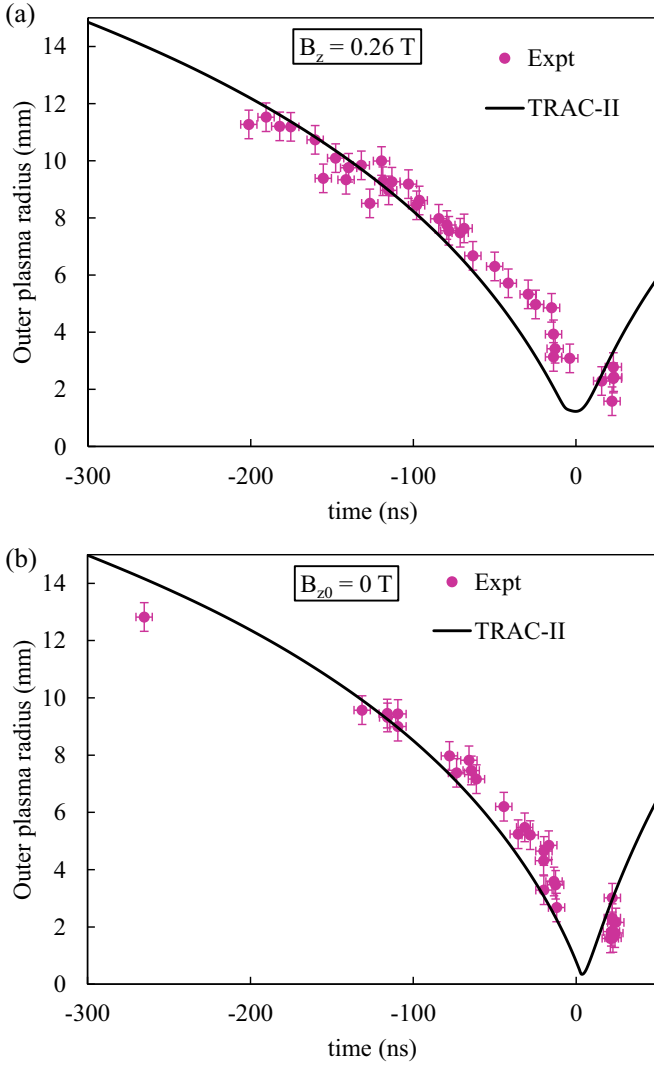 (a)
B_z = 0.26 T
Expt
TRAC-II
Outer plasma radius (mm)
14
12
10
8
6
4
2
0
-300
-200
-100
0
time (ns)
(b)
B_z0 = 0 T
Expt
TRAC-II
Outer plasma radius (mm)
14
12
10
8
6
4
2
0
-300
-200
-100
0
time (ns)